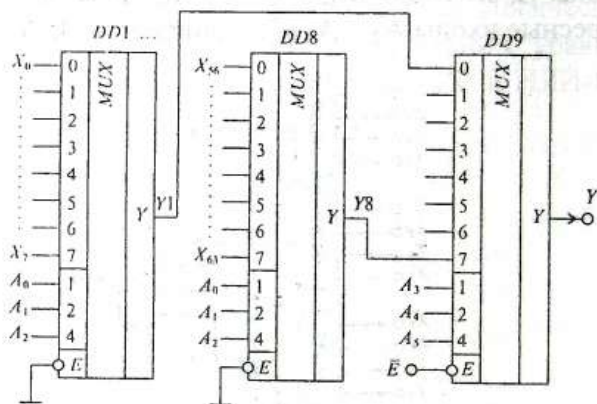 DD1 ...
DD8
DD9
X₀ 0 MUX
1
2
3
4
5
6
X₇ 7
Y Y1
A₀ 1
A₁ 2
A₂ 4
E
X₅₆ 0 MUX
1
2
3
4
5
6
X₆₃ 7
Y Y8
A₀ 1
A₁ 2
A₂ 4
E
0 MUX
1
2
3
4
5
6
7
Y Y
A₃ 1
A₄ 2
A₅ 4
Ē E